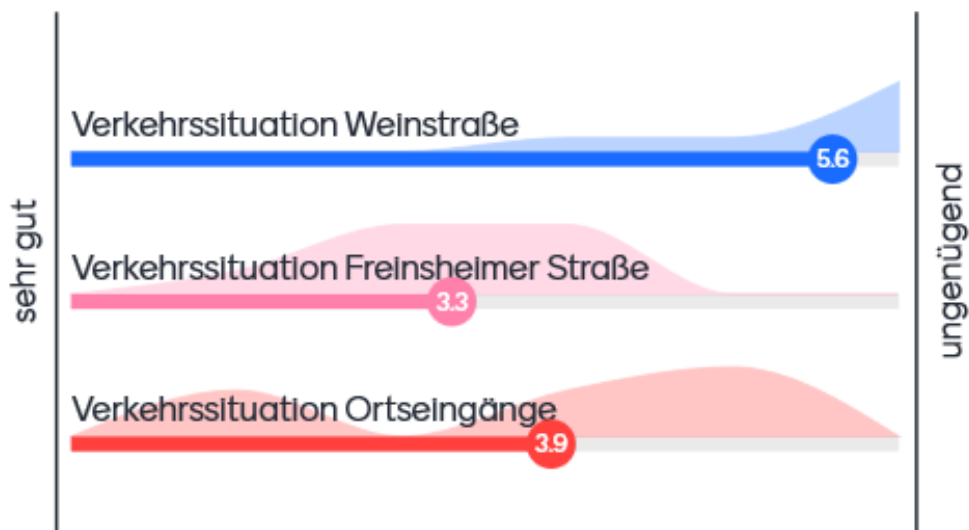 sehr gut
Verkehrssituation Weinstraße
5.6
Verkehrssituation Freinsheimer Straße
3.3
Verkehrssituation Ortseingänge
3.9
ungenügend